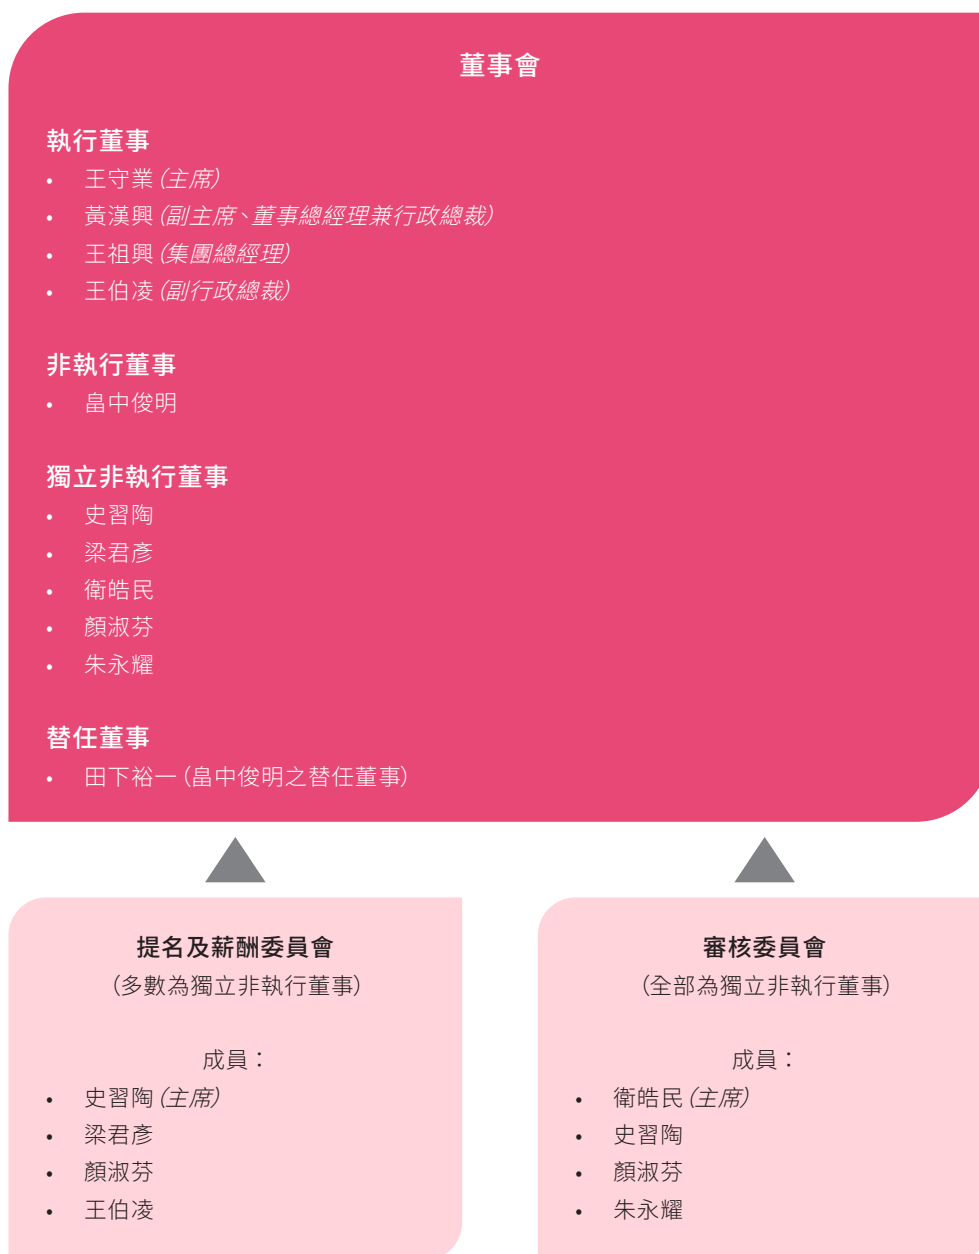 董事會
執行董事
• 王守業(主席)
• 黃漢興(副主席、董事總經理兼行政總裁)
• 王祖興(集團總經理)
• 王伯凌(副行政總裁)
非執行董事
• 畠中俊明
獨立非執行董事
• 史習陶
• 梁君彥
• 衛皓民
• 顏淑芬
• 朱永耀
替任董事
• 田下裕一(畠中俊明之替任董事)
提名及薪酬委員會
(多數為獨立非執行董事)
成員：
• 史習陶(主席)
• 梁君彥
• 顏淑芬
• 王伯凌
審核委員會
(全部為獨立非執行董事)
成員：
• 衛皓民(主席)
• 史習陶
• 顏淑芬
• 朱永耀